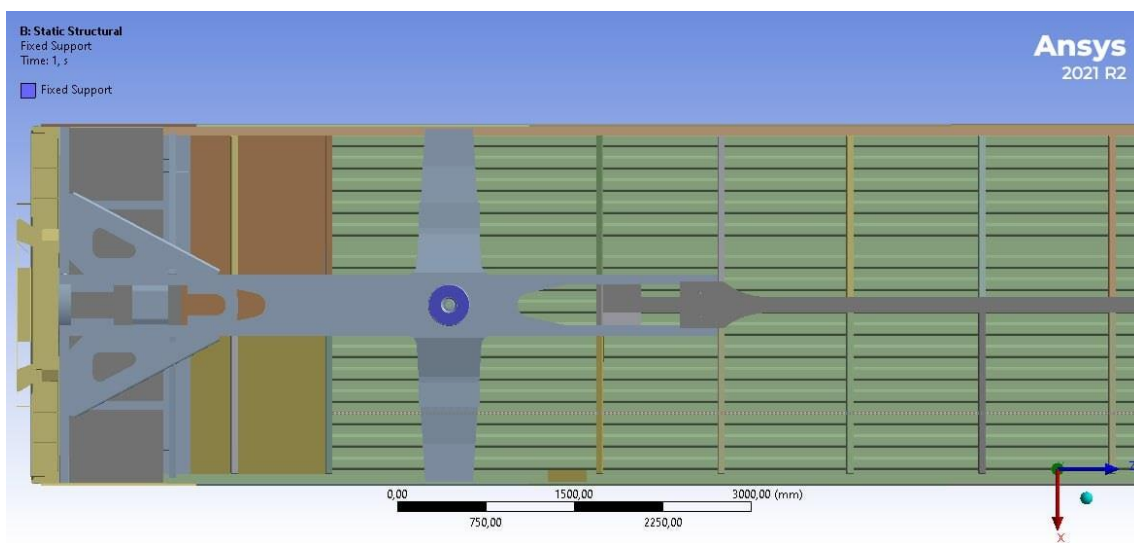 B: Static Structural
Fixed Support
Time: 1, s
Fixed Support
Ansys
2021 R2
0,00 1500,00 3000,00 (mm)
750,00 2250,00
Z
X